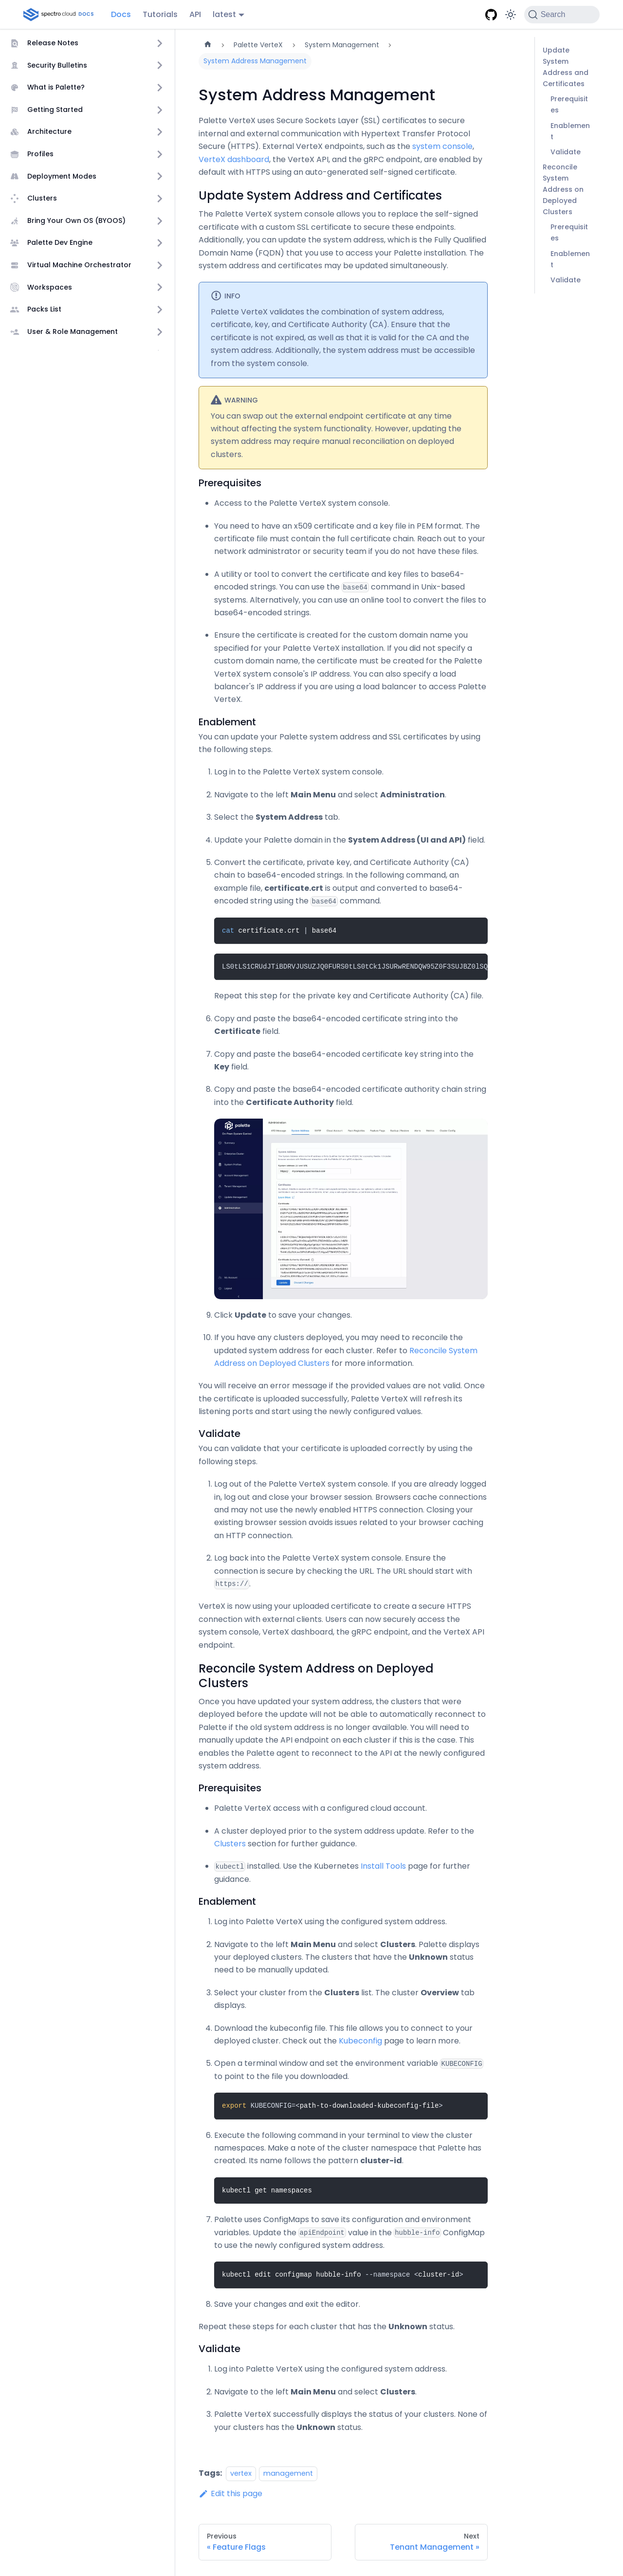 spectro cloud DOCS
Docs
Tutorials
API
latest
Search
Release Notes
Security Bulletins
What is Palette?
Getting Started
Architecture
Profiles
Deployment Modes
Clusters
Bring Your Own OS (BYOOS)
Palette Dev Engine
Virtual Machine Orchestrator
Workspaces
Packs List
User & Role Management
Palette VerteX
System Management
System Address Management
System Address Management
Palette VerteX uses Secure Sockets Layer (SSL) certificates to secure
internal and external communication with Hypertext Transfer Protocol
Secure (HTTPS). External VerteX endpoints, such as the system console,
VerteX dashboard, the VerteX API, and the gRPC endpoint, are enabled by
default with HTTPS using an auto-generated self-signed certificate.
Update System Address and Certificates
The Palette VerteX system console allows you to replace the self-signed
certificate with a custom SSL certificate to secure these endpoints.
Additionally, you can update the system address, which is the Fully Qualified
Domain Name (FQDN) that you use to access your Palette installation. The
system address and certificates may be updated simultaneously.
INFO
Palette VerteX validates the combination of system address,
certificate, key, and Certificate Authority (CA). Ensure that the
certificate is not expired, as well as that it is valid for the CA and the
system address. Additionally, the system address must be accessible
from the system console.
WARNING
You can swap out the external endpoint certificate at any time
without affecting the system functionality. However, updating the
system address may require manual reconciliation on deployed
clusters.
Prerequisites
Access to the Palette VerteX system console.
You need to have an x509 certificate and a key file in PEM format. The
certificate file must contain the full certificate chain. Reach out to your
network administrator or security team if you do not have these files.
A utility or tool to convert the certificate and key files to base64-
encoded strings. You can use the base64 command in Unix-based
systems. Alternatively, you can use an online tool to convert the files to
base64-encoded strings.
Ensure the certificate is created for the custom domain name you
specified for your Palette VerteX installation. If you did not specify a
custom domain name, the certificate must be created for the Palette
VerteX system console's IP address. You can also specify a load
balancer's IP address if you are using a load balancer to access Palette
VerteX.
Enablement
You can update your Palette system address and SSL certificates by using
the following steps.
1. Log in to the Palette VerteX system console.
2. Navigate to the left Main Menu and select Administration.
3. Select the System Address tab.
4. Update your Palette domain in the System Address (UI and API) field.
5. Convert the certificate, private key, and Certificate Authority (CA)
chain to base64-encoded strings. In the following command, an
example file, certificate.crt is output and converted to base64-
encoded string using the base64 command.
cat certificate.crt | base64
LS0tLS1CRUdJTiBDRVJUSUZJQ0FURS0tLS0tCk1JSURwRENDQW95Z0F3SUJBZ0lSQ
Repeat this step for the private key and Certificate Authority (CA) file.
6. Copy and paste the base64-encoded certificate string into the
Certificate field.
7. Copy and paste the base64-encoded certificate key string into the
Key field.
8. Copy and paste the base64-encoded certificate authority chain string
into the Certificate Authority field.
palette
9. Click Update to save your changes.
10. If you have any clusters deployed, you may need to reconcile the
updated system address for each cluster. Refer to Reconcile System
Address on Deployed Clusters for more information.
You will receive an error message if the provided values are not valid. Once
the certificate is uploaded successfully, Palette VerteX will refresh its
listening ports and start using the newly configured values.
Validate
You can validate that your certificate is uploaded correctly by using the
following steps.
1. Log out of the Palette VerteX system console. If you are already logged
in, log out and close your browser session. Browsers cache connections
and may not use the newly enabled HTTPS connection. Closing your
existing browser session avoids issues related to your browser caching
an HTTP connection.
2. Log back into the Palette VerteX system console. Ensure the
connection is secure by checking the URL. The URL should start with
https://.
VerteX is now using your uploaded certificate to create a secure HTTPS
connection with external clients. Users can now securely access the
system console, VerteX dashboard, the gRPC endpoint, and the VerteX API
endpoint.
Reconcile System Address on Deployed
Clusters
Once you have updated your system address, the clusters that were
deployed before the update will not be able to automatically reconnect to
Palette if the old system address is no longer available. You will need to
manually update the API endpoint on each cluster if this is the case. This
enables the Palette agent to reconnect to the API at the newly configured
system address.
Prerequisites
Palette VerteX access with a configured cloud account.
A cluster deployed prior to the system address update. Refer to the
Clusters section for further guidance.
kubectl installed. Use the Kubernetes Install Tools page for further
guidance.
Enablement
1. Log into Palette VerteX using the configured system address.
2. Navigate to the left Main Menu and select Clusters. Palette displays
your deployed clusters. The clusters that have the Unknown status
need to be manually updated.
3. Select your cluster from the Clusters list. The cluster Overview tab
displays.
4. Download the kubeconfig file. This file allows you to connect to your
deployed cluster. Check out the Kubeconfig page to learn more.
5. Open a terminal window and set the environment variable KUBECONFIG
to point to the file you downloaded.
export KUBECONFIG=<path-to-downloaded-kubeconfig-file>
6. Execute the following command in your terminal to view the cluster
namespaces. Make a note of the cluster namespace that Palette has
created. Its name follows the pattern cluster-id.
kubectl get namespaces
7. Palette uses ConfigMaps to save its configuration and environment
variables. Update the apiEndpoint value in the hubble-info ConfigMap
to use the newly configured system address.
kubectl edit configmap hubble-info --namespace <cluster-id>
8. Save your changes and exit the editor.
Repeat these steps for each cluster that has the Unknown status.
Validate
1. Log into Palette VerteX using the configured system address.
2. Navigate to the left Main Menu and select Clusters.
3. Palette VerteX successfully displays the status of your clusters. None of
your clusters has the Unknown status.
Tags: vertex management
Edit this page
Previous
« Feature Flags
Next
Tenant Management »
Update
System
Address and
Certificates
Prerequisit
es
Enablemen
t
Validate
Reconcile
System
Address on
Deployed
Clusters
Prerequisit
es
Enablemen
t
Validate